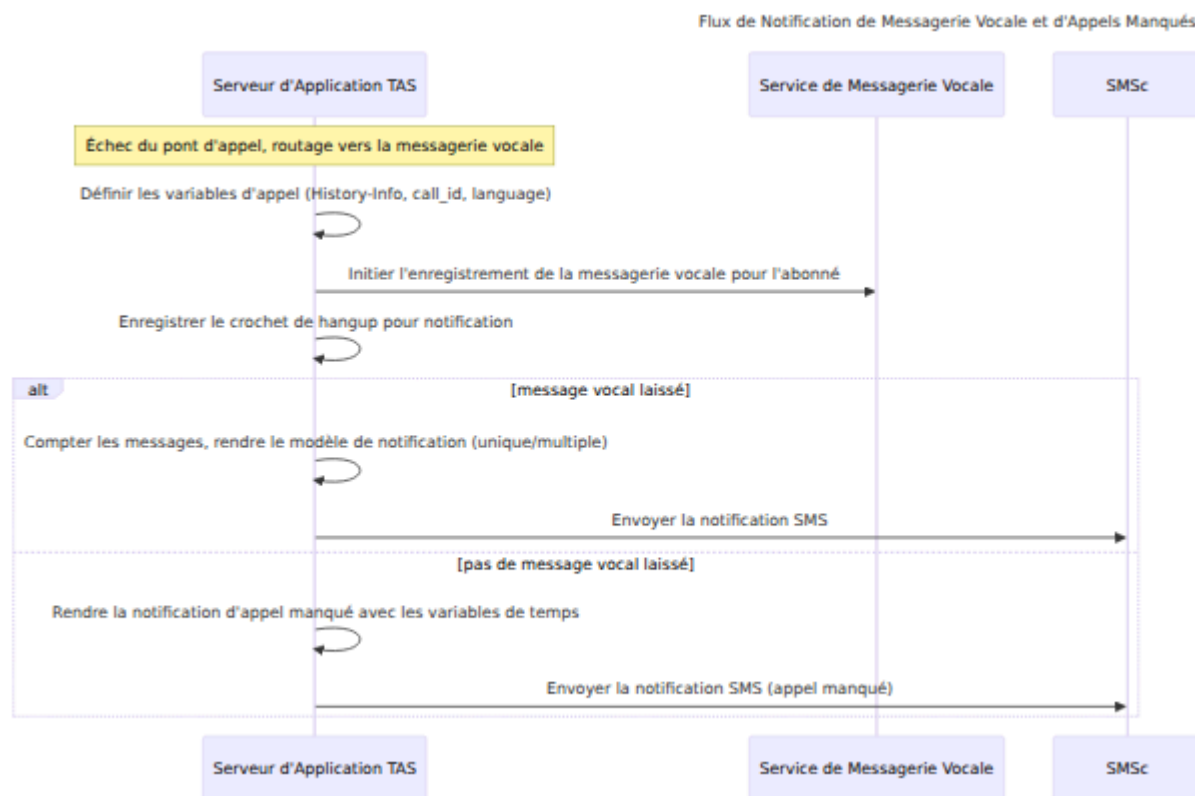 Flux de Notification de Messagerie Vocale et d'Appels Manqués
Serveur d'Application TAS
Service de Messagerie Vocale
SMSc
Échec du pont d'appel, routage vers la messagerie vocale
Définir les variables d'appel (History-Info, call_id, language)
Initier l'enregistrement de la messagerie vocale pour l'abonné
Enregistrer le crochet de hangup pour notification
alt
[message vocal laissé]
Compter les messages, rendre le modèle de notification (unique/multiple)
Envoyer la notification SMS
[pas de message vocal laissé]
Rendre la notification d'appel manqué avec les variables de temps
Envoyer la notification SMS (appel manqué)
Serveur d'Application TAS
Service de Messagerie Vocale
SMSc